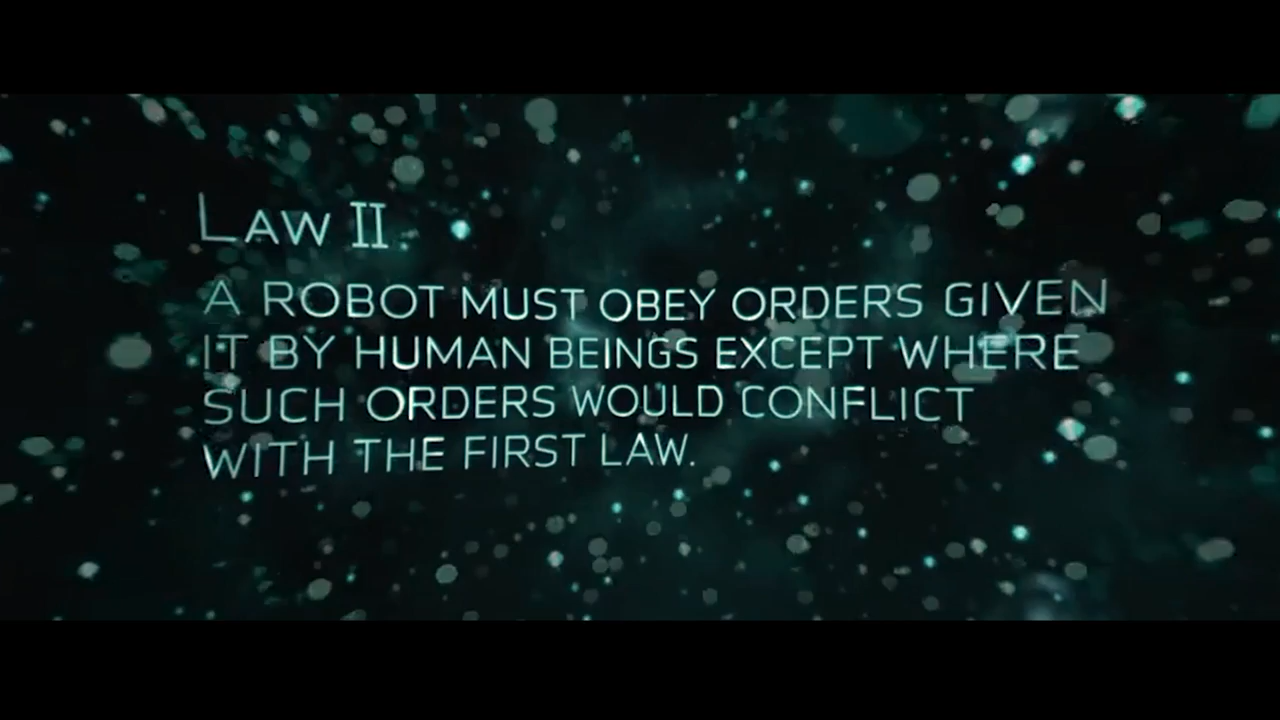 LAW II
A ROBOT MUST OBEY ORDERS GIVEN
IT BY HUMAN BEINGS EXCEPT WHERE
SUCH ORDERS WOULD CONFLICT
WITH THE FIRST LAW.